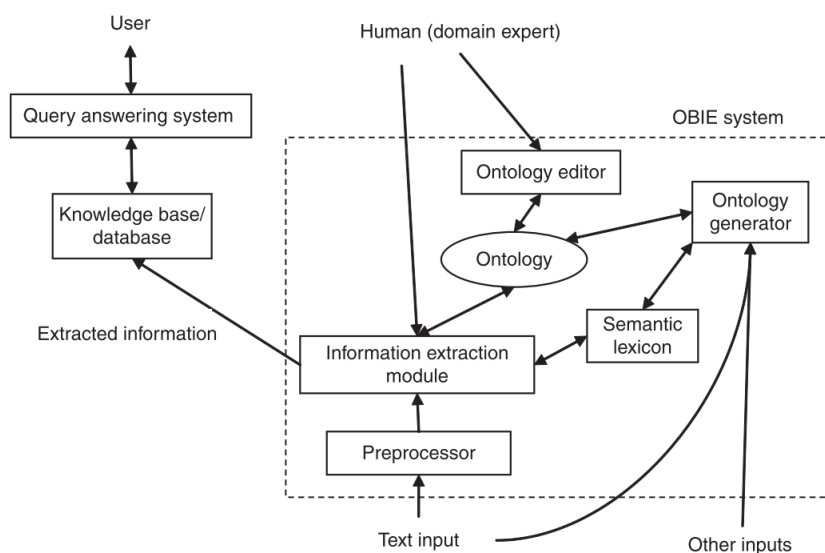 User
Human (domain expert)
Query answering system
OBIE system
Ontology editor
Ontology
generator
Knowledge base/
database
Ontology
Extracted information
Semantic
lexicon
Information extraction
module
Preprocessor
Text input
Other inputs